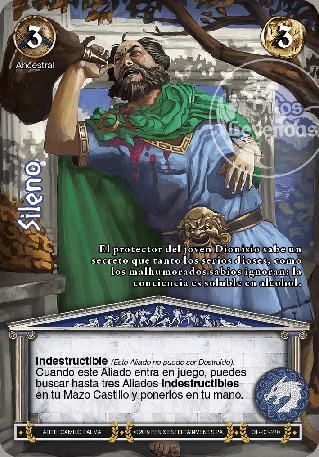 3
3
Ancestral
Mitos
Leyendas
Sileno
El protector del joven Dionisio sabe un
secreto que tanto los serios dioses, como
los malhumorados sabios ignoran: la
conciencia es soluble en alcohol.
Indestructible (Este Aliado no puede ser Destruido).
Cuando este Aliado entra en juego, puedes
buscar hasta tres Aliados Indestructibles
en tu Mazo Castillo y ponerlos en tu mano.